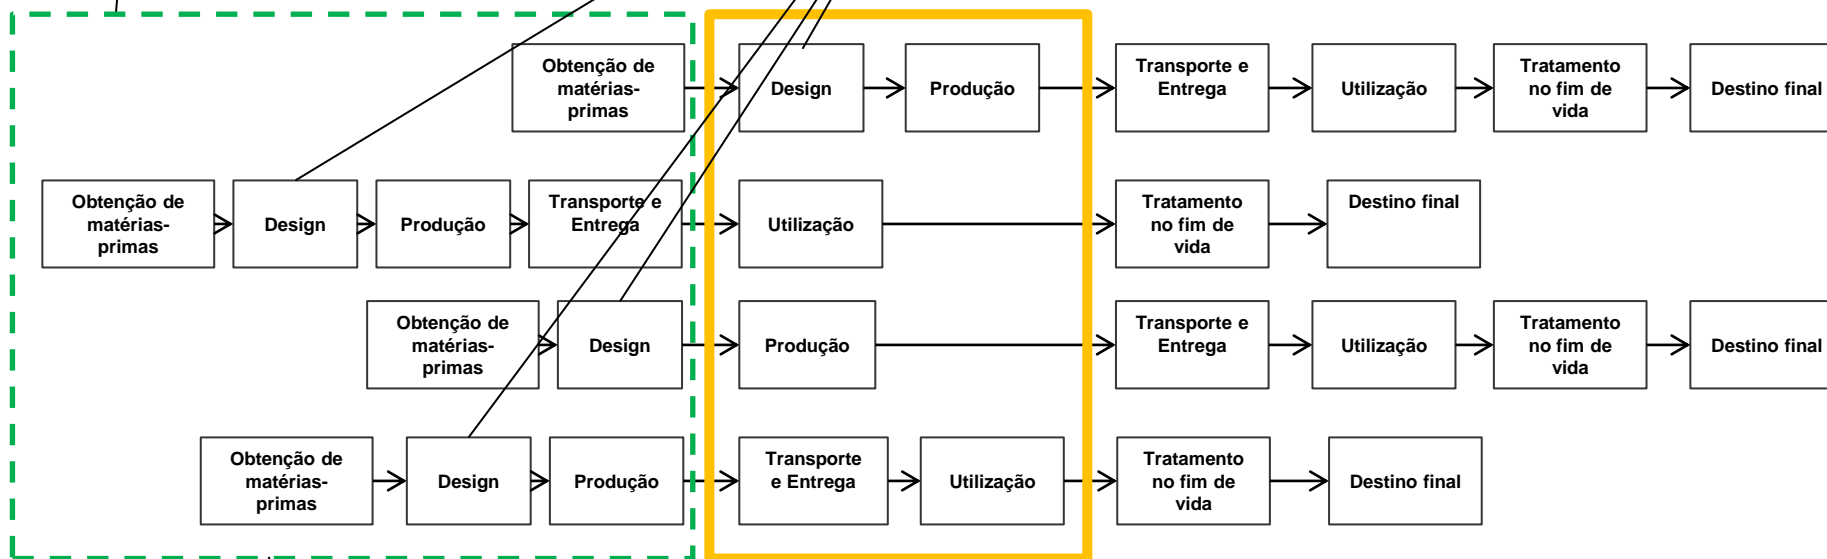 Obtenção de
matérias-
primas
Design
Produção
Transporte e
Entrega
Utilização
Tratamento
no fim de
vida
Destino final
Obtenção de
matérias-
primas
Design
Produção
Transporte e
Entrega
Utilização
Tratamento
no fim de
vida
Destino final
Obtenção de
matérias-
primas
Design
Produção
Transporte e
Entrega
Utilização
Tratamento
no fim de
vida
Destino final
Obtenção de
matérias-
primas
Design
Produção
Transporte
e Entrega
Utilização
Tratamento
no fim de
vida
Destino final